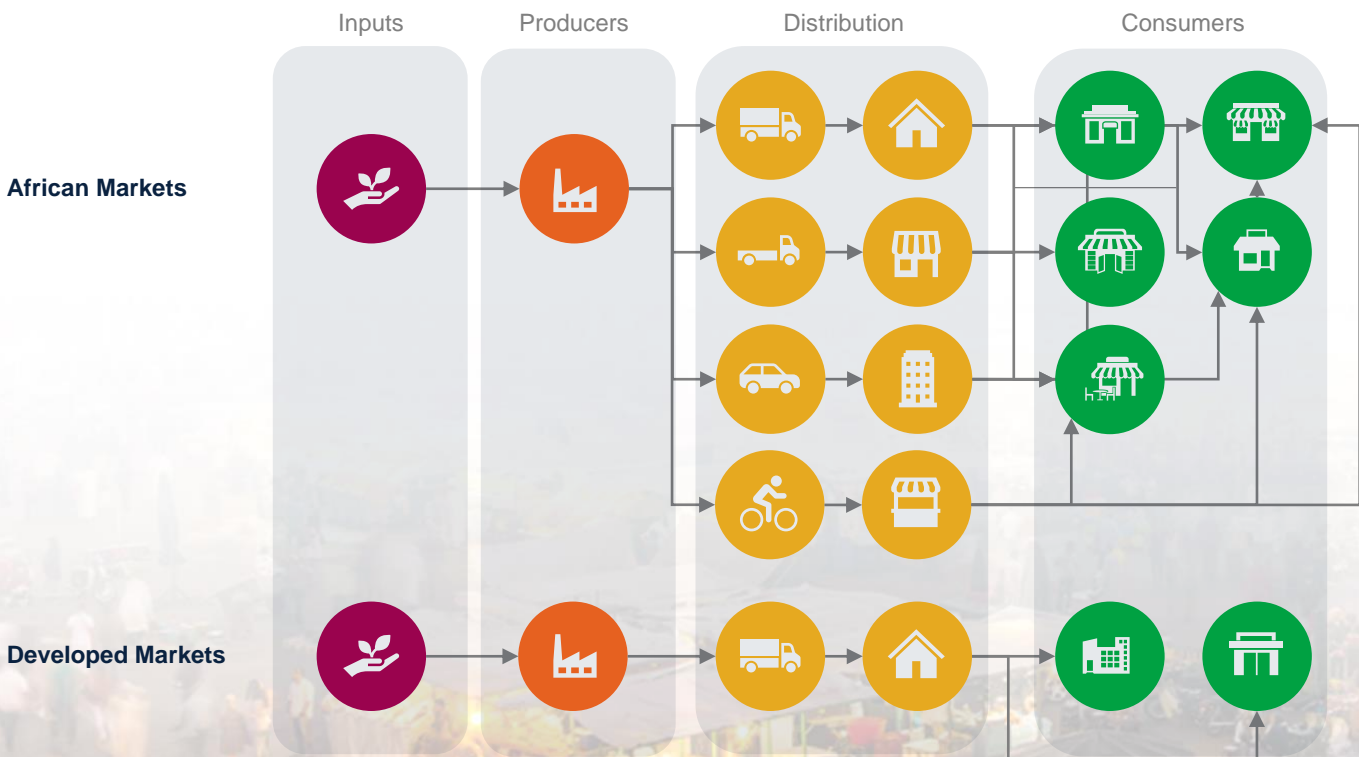 Inputs
Producers
Distribution
Consumers
African Markets
Developed Markets